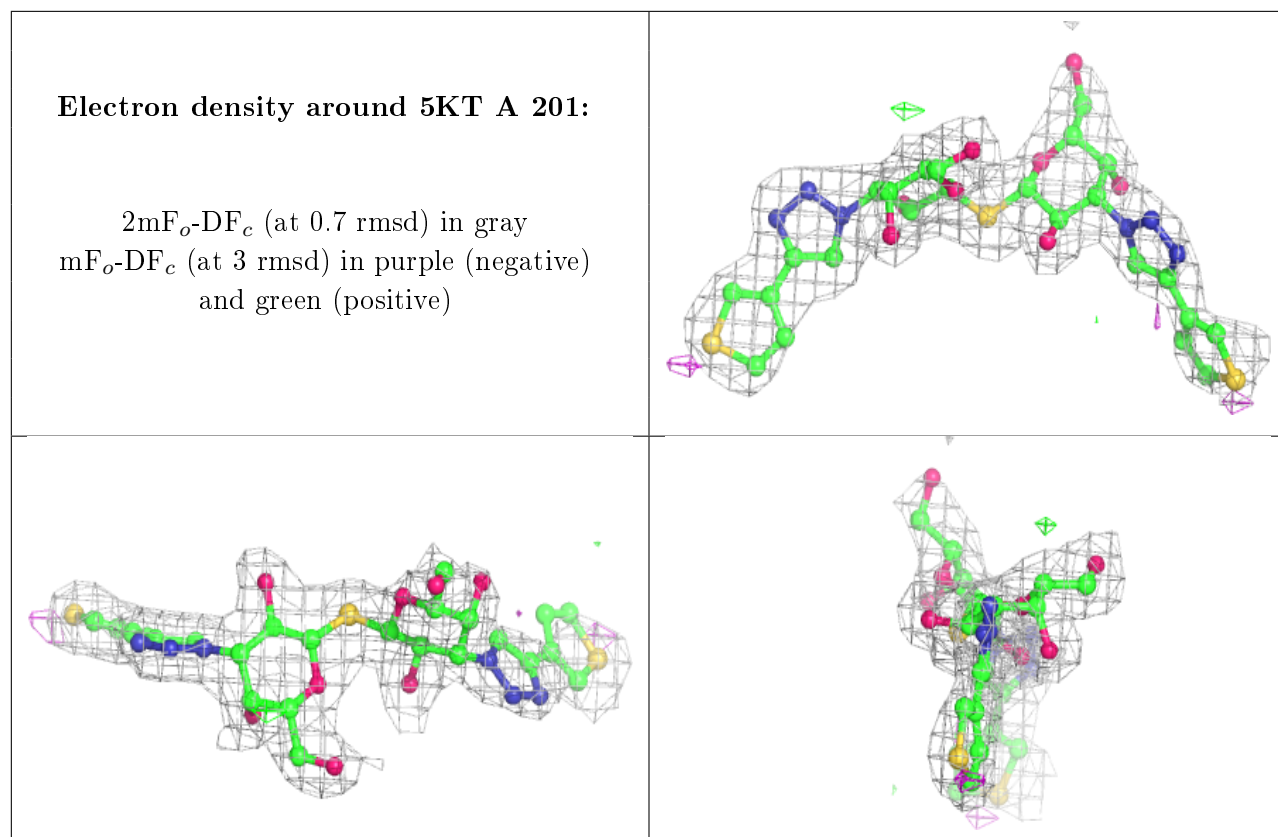 Electron density around 5KT A 201:
2mFo-DFc (at 0.7 rmsd) in gray
mFo-DFc (at 3 rmsd) in purple (negative)
and green (positive)